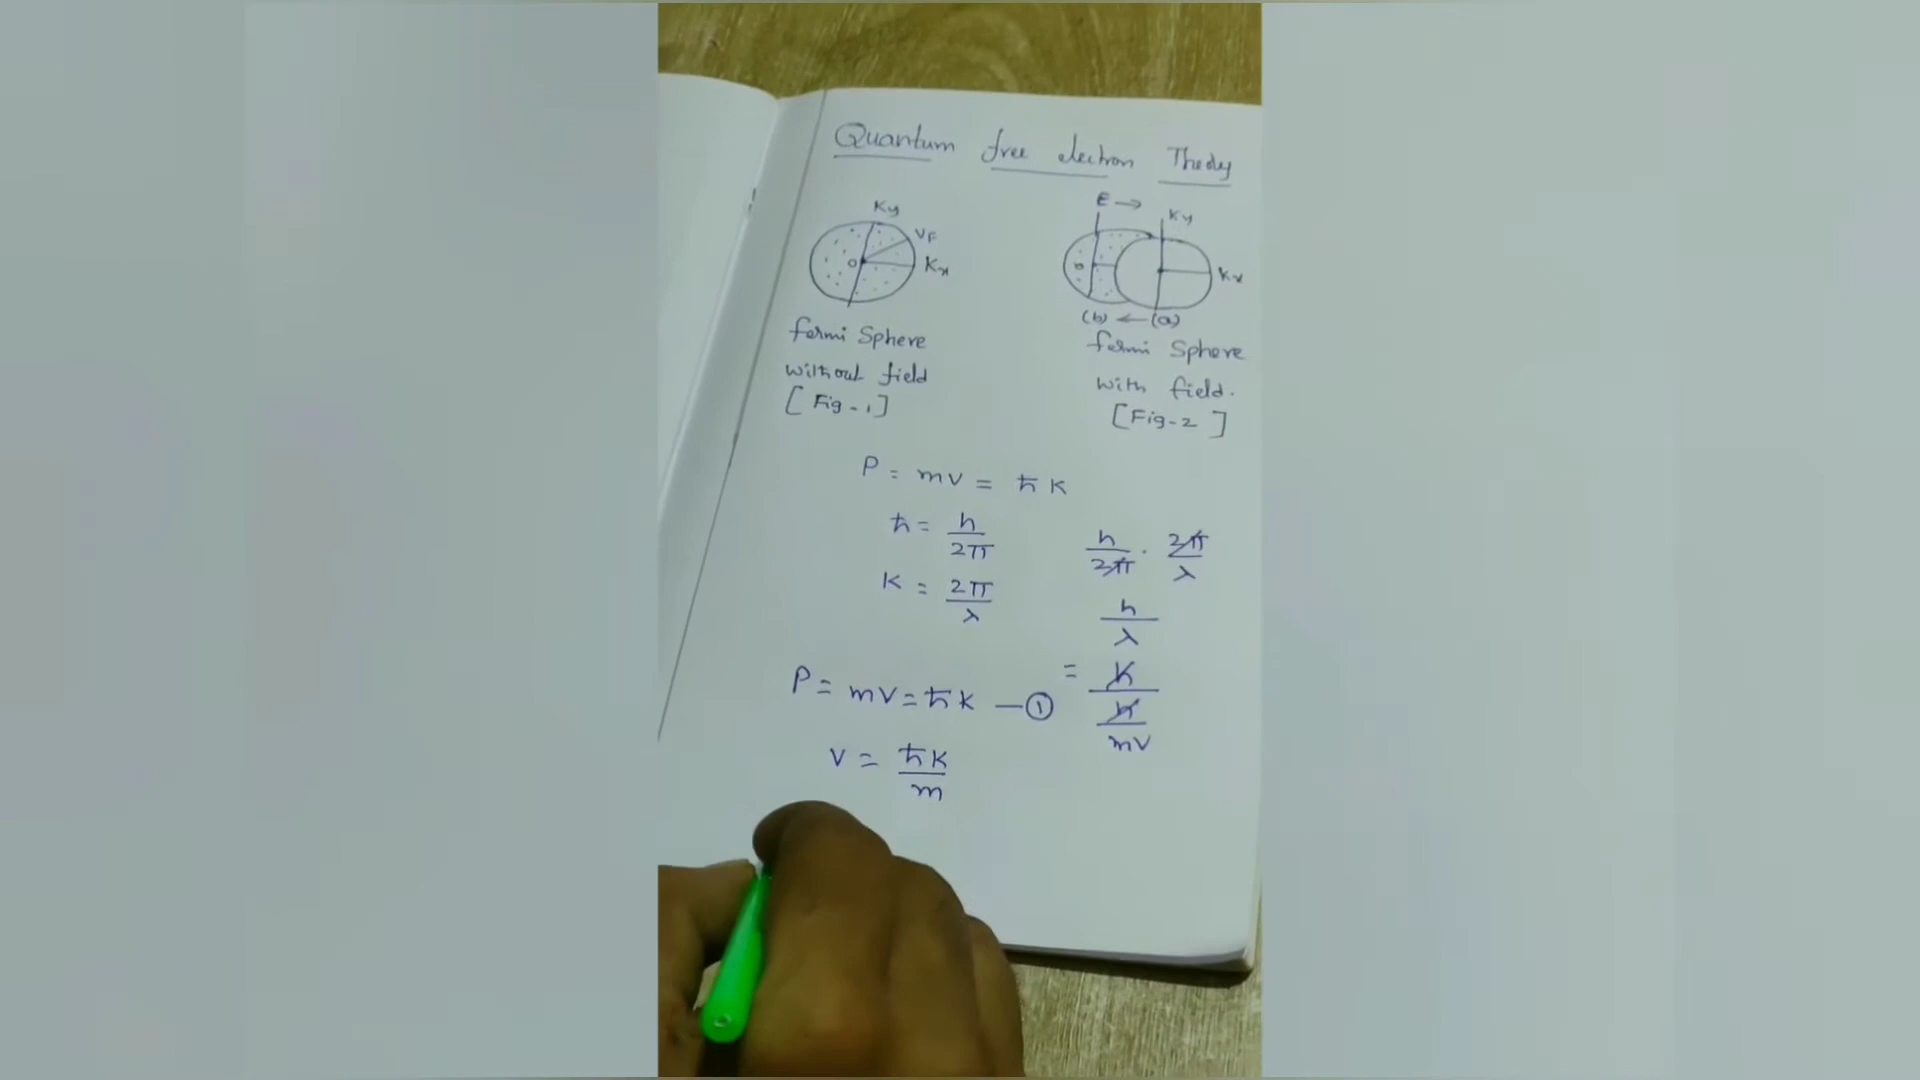 Quantum free electron Theory
Ky
VF
Kx
o
fermi Sphere
without field
[Fig-1]
E →
Ky
o
Kx
(b) ← (a)
fermi Sphere
with field.
[Fig-2]
P = mv = ħ K
ħ = h/2π
K = 2π/λ
h/2π · 2π/λ
h/λ
= h/(h/mv)
P = mv = ħK — ①
V = ħK/m